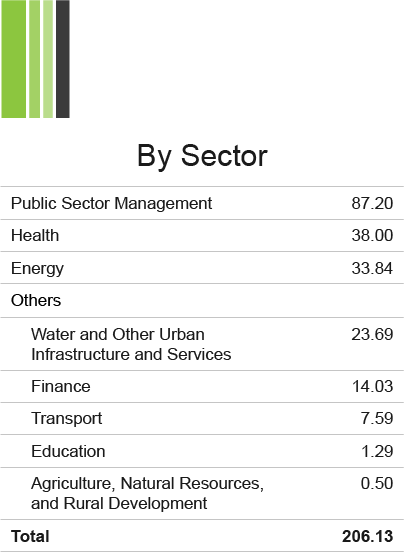 By Sector
Public Sector Management 87.20
Health 38.00
Energy 33.84
Others
Water and Other Urban 23.69
Infrastructure and Services
Finance 14.03
Transport 7.59
Education 1.29
Agriculture, Natural Resources, 0.50
and Rural Development
Total 206.13